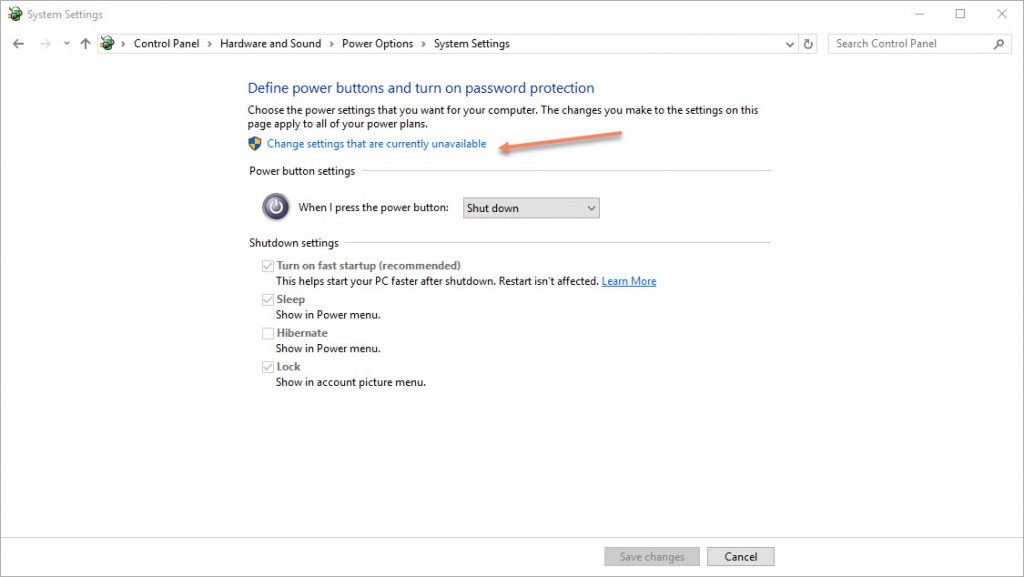 System Settings
Control Panel > Hardware and Sound > Power Options > System Settings
Search Control Panel
Define power buttons and turn on password protection
Choose the power settings that you want for your computer. The changes you make to the settings on this
page apply to all of your power plans.
Change settings that are currently unavailable
Power button settings
When I press the power button: Shut down
Shutdown settings
Turn on fast startup (recommended)
This helps start your PC faster after shutdown. Restart isn't affected. Learn More
Sleep
Show in Power menu.
Hibernate
Show in Power menu.
Lock
Show in account picture menu.
Save changes Cancel